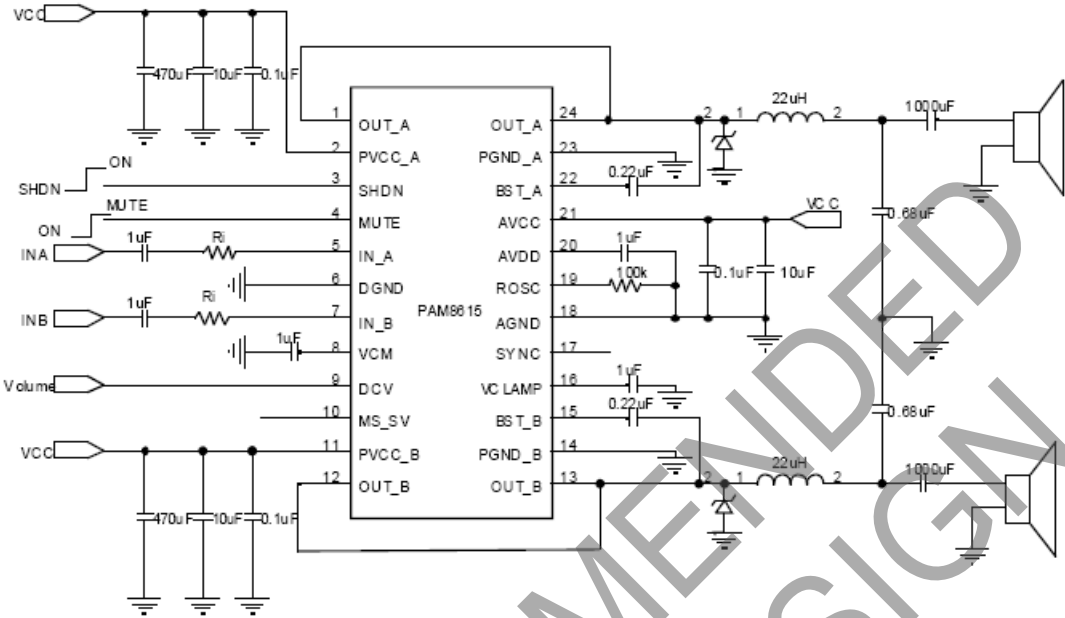 VCC
470uF
10uF
0.1uF
1
OUT_A
2
PVCC_A
ON
SHDN
3
SHDN
MUTE
ON
4
MUTE
INA
1uF
Ri
5
IN_A
6
DGND
INB
1uF
Ri
7
IN_B
1uF
8
VCM
Volume
9
DCV
10
MS_SV
VCC
11
PVCC_B
12
OUT_B
470uF
10uF
0.1uF
PAM8615
OUT_A
24
PGND_A
23
BST_A
22
0.22uF
AVCC
21
VCC
AVDD
20
1uF
ROSC
19
100k
0.1uF
10uF
AGND
18
SYNC
17
VCLAMP
16
1uF
BST_B
15
0.22uF
PGND_B
14
OUT_B
13
2
1
22uH
2
1000uF
0.68uF
0.68uF
2
1
22uH
2
1000uF
MENDED
SIGN